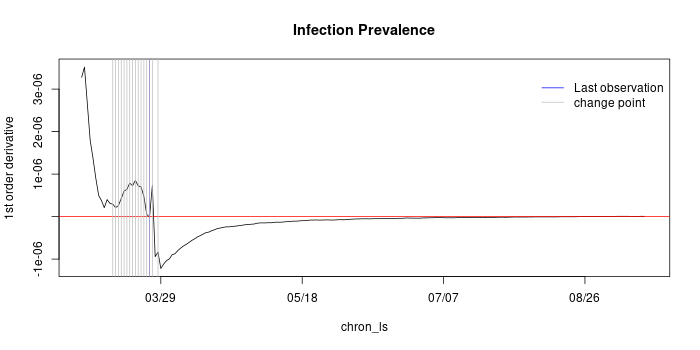 Infection Prevalence
1st order derivative
3e-06
2e-06
1e-06
-1e-06
Last observation
change point
03/29
05/18
07/07
08/26
chron_ls